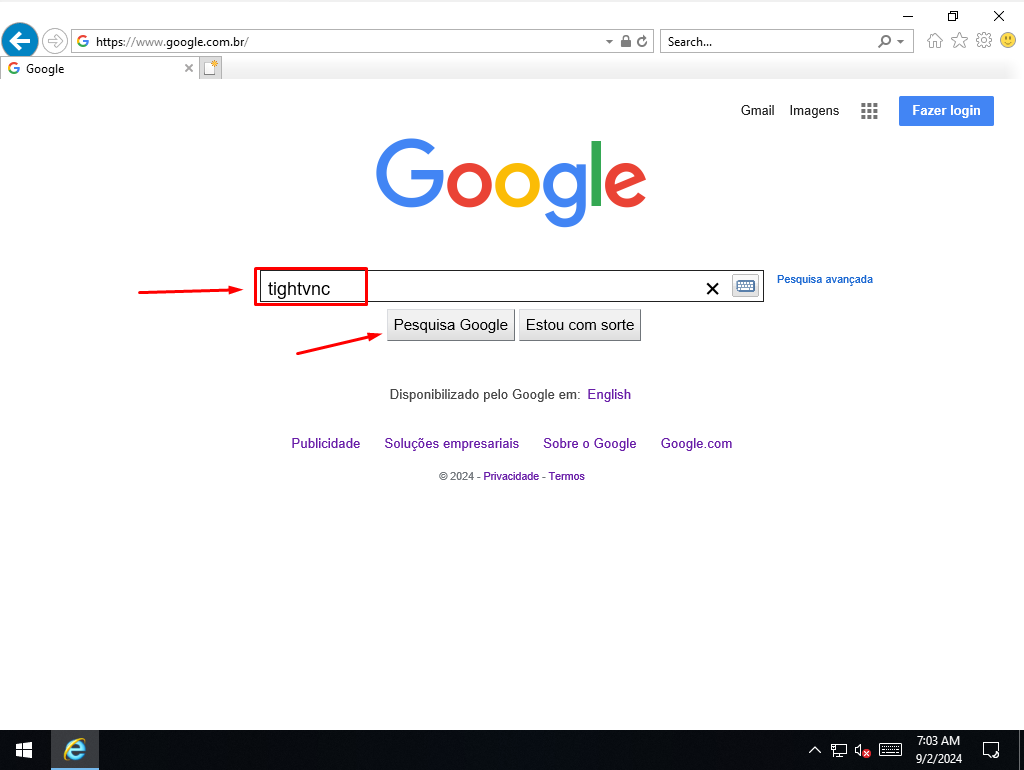 https://www.google.com.br/
Search...
Google
Gmail Imagens Fazer login
Google
tightvnc
Pesquisa avançada
Pesquisa Google Estou com sorte
Disponibilizado pelo Google em: English
Publicidade Soluções empresariais Sobre o Google Google.com
© 2024 - Privacidade - Termos
7:03 AM
9/2/2024